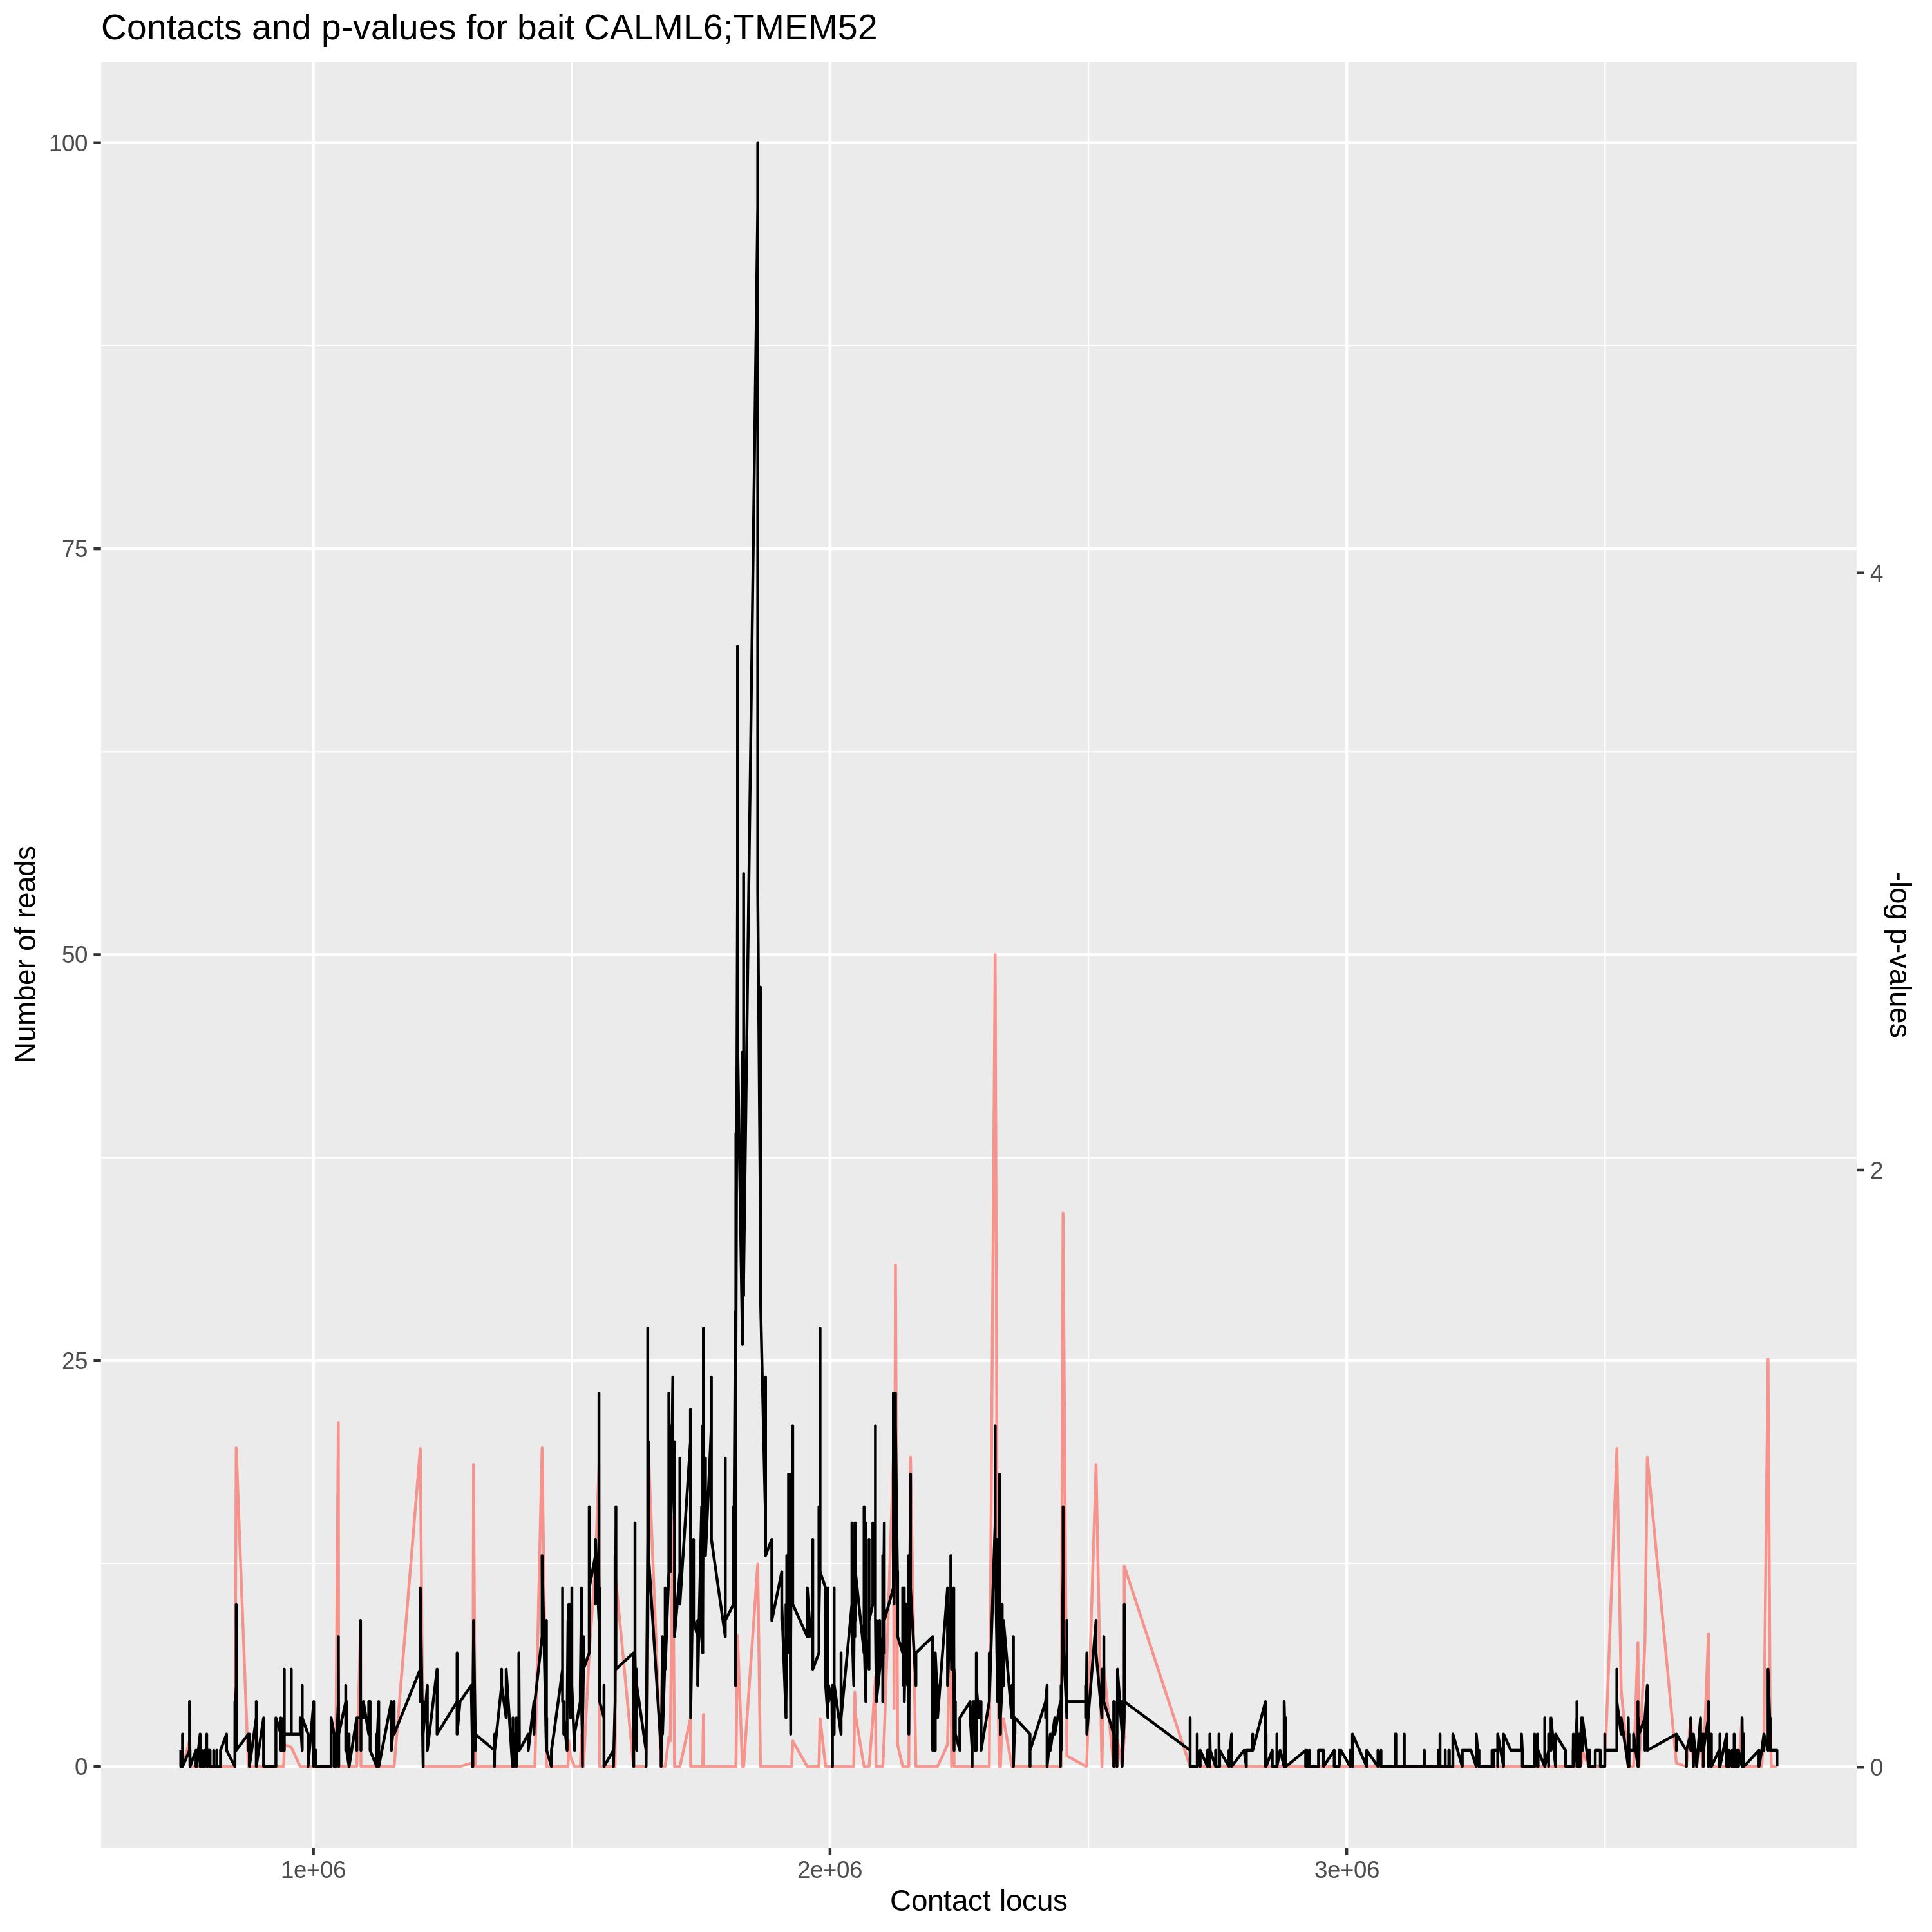 Contacts and p-values for bait CALML6;TMEM52
100
75
50
25
0
Number of reads
4
2
0
-log p-values
1e+06
2e+06
3e+06
Contact locus